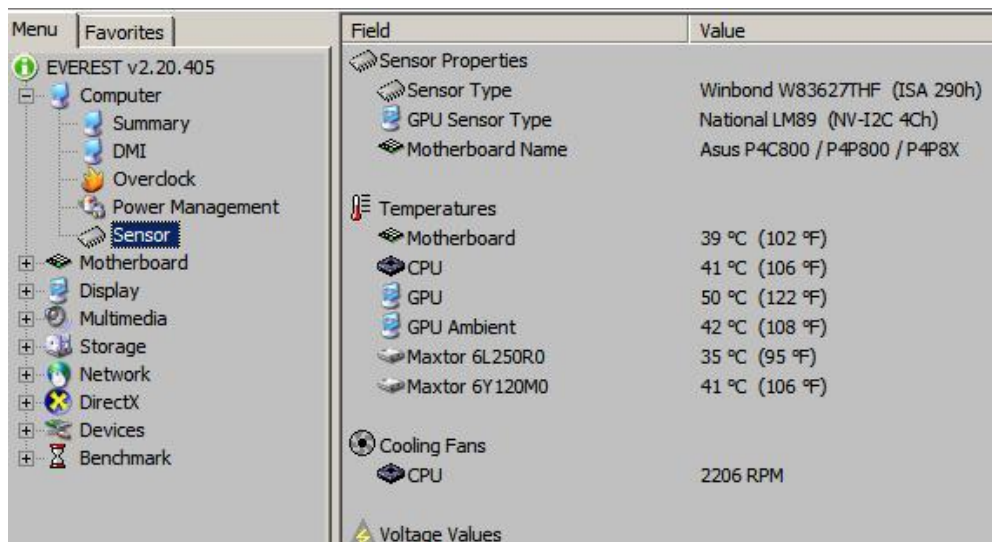 Menu Favorites
EVEREST v2.20.405
Computer
Summary
DMI
Overclock
Power Management
Sensor
Motherboard
Display
Multimedia
Storage
Network
DirectX
Devices
Benchmark
Field Value
Sensor Properties
Sensor Type Winbond W83627THF (ISA 290h)
GPU Sensor Type National LM89 (NV-I2C 4Ch)
Motherboard Name Asus P4C800 / P4P800 / P4P8X
Temperatures
Motherboard 39 °C (102 °F)
CPU 41 °C (106 °F)
GPU 50 °C (122 °F)
GPU Ambient 42 °C (108 °F)
Maxtor 6L250R0 35 °C (95 °F)
Maxtor 6Y120M0 41 °C (106 °F)
Cooling Fans
CPU 2206 RPM
Voltage Values